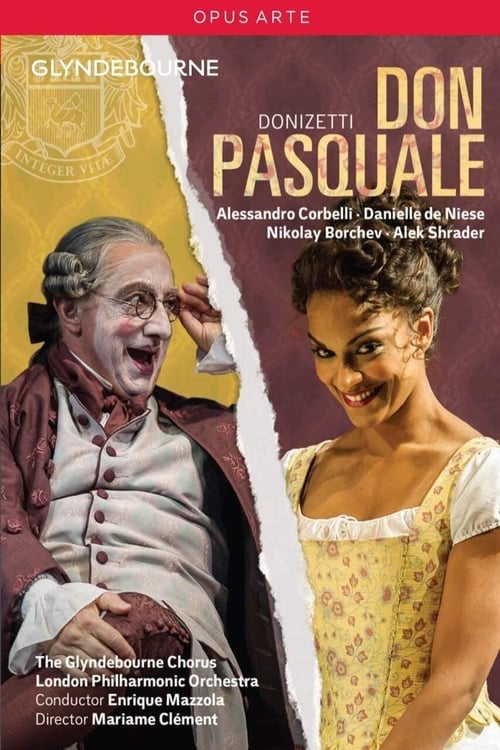 OPUS ARTE
GLYNDEBOURNE
INTEGER VITÆ
DONIZETTI
DON
PASQUALE
Alessandro Corbelli · Danielle de Niese
Nikolay Borchev · Alek Shrader
The Glyndebourne Chorus
London Philharmonic Orchestra
Conductor Enrique Mazzola
Director Mariame Clément